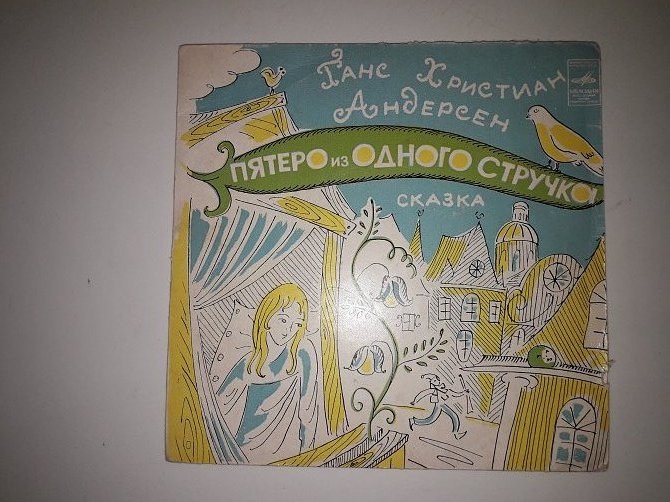 Ганс Христиан
Андерсен
ПЯТЕРО ИЗ ОДНОГО СТРУЧКА
СКАЗКА